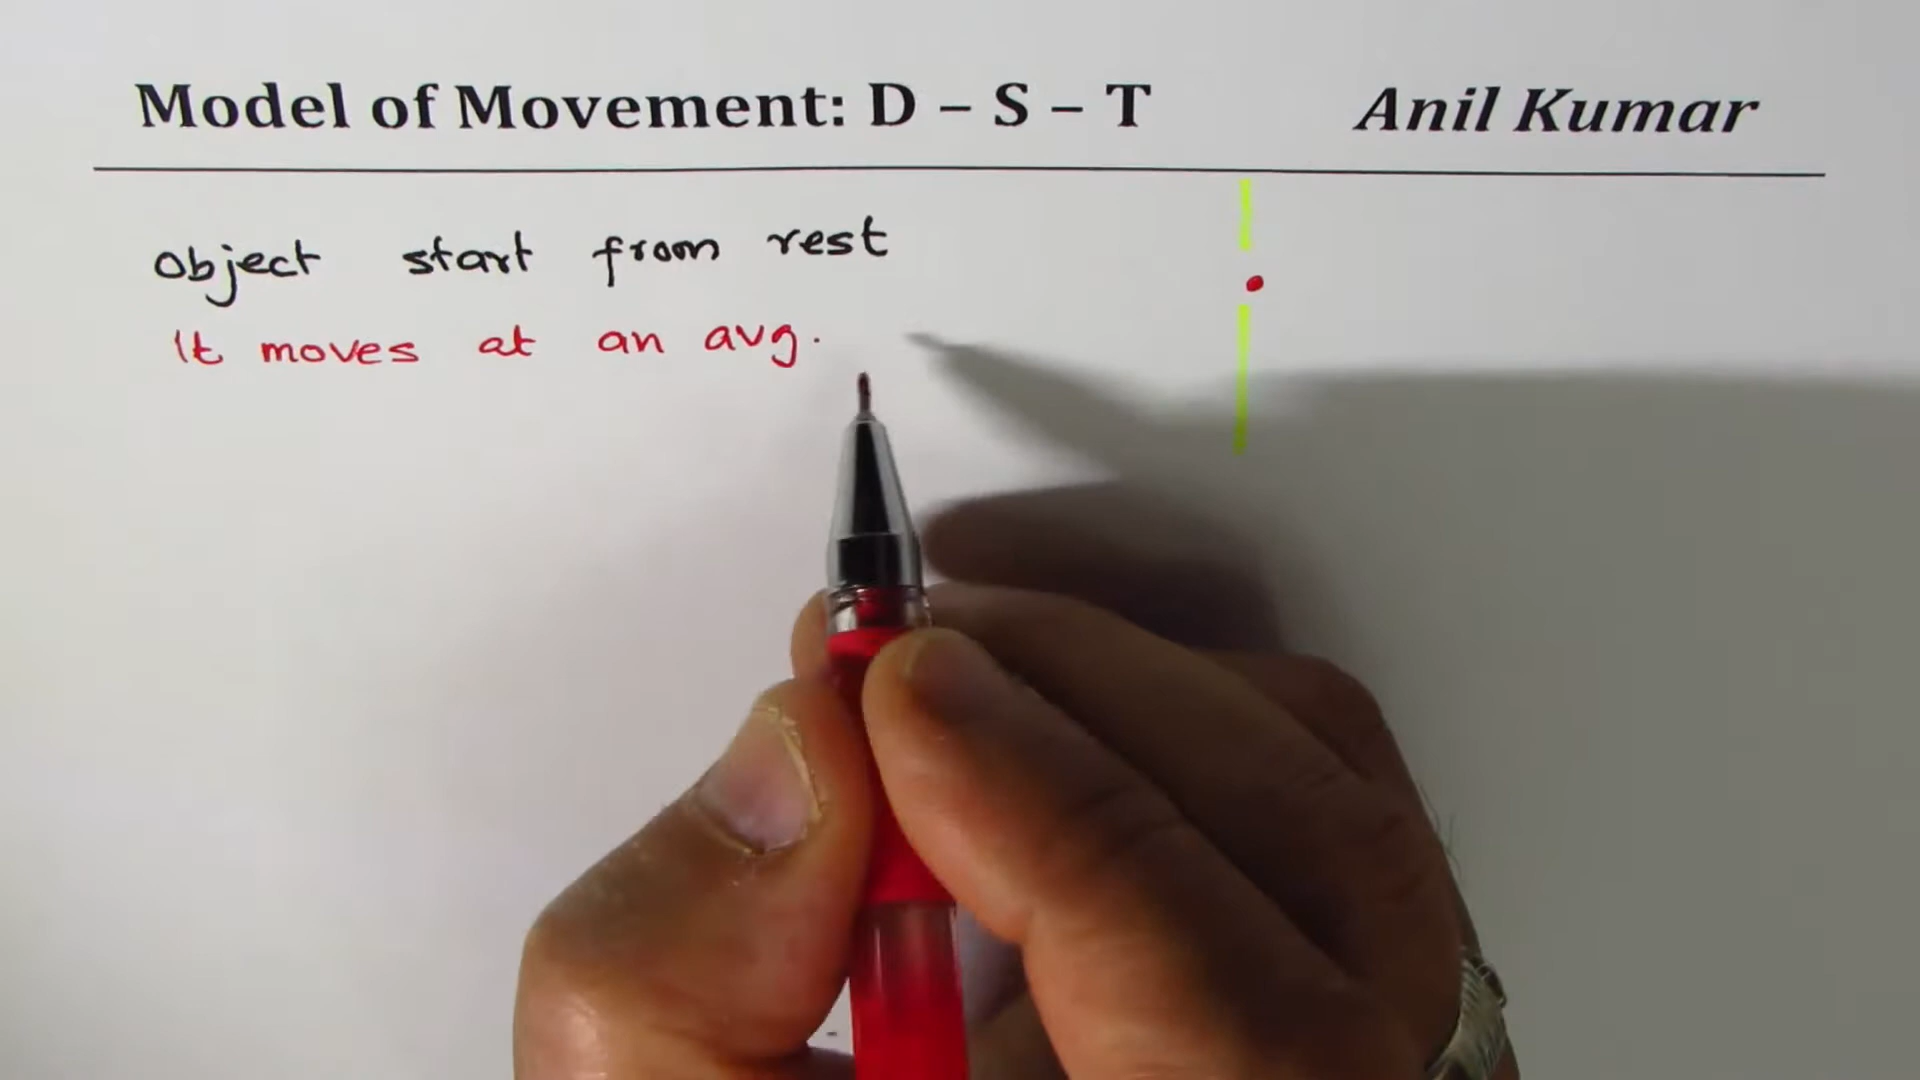 Model of Movement: D – S – T Anil Kumar
Object start from rest
It moves at an avg.